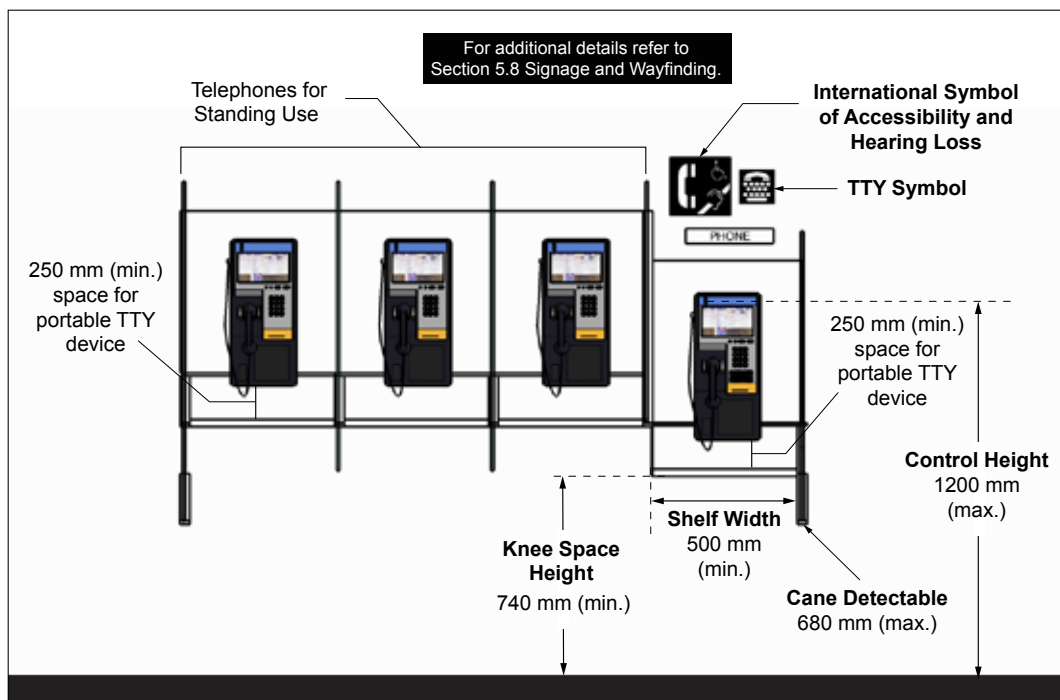 For additional details refer to
Section 5.8 Signage and Wayfinding.
Telephones for
Standing Use
International Symbol
of Accessibility and
Hearing Loss
TTY Symbol
PHONE
250 mm (min.)
space for
portable TTY
device
250 mm (min.)
space for
portable TTY
device
Control Height
1200 mm
(max.)
Shelf Width
500 mm
(min.)
Knee Space
Height
740 mm (min.)
Cane Detectable
680 mm (max.)